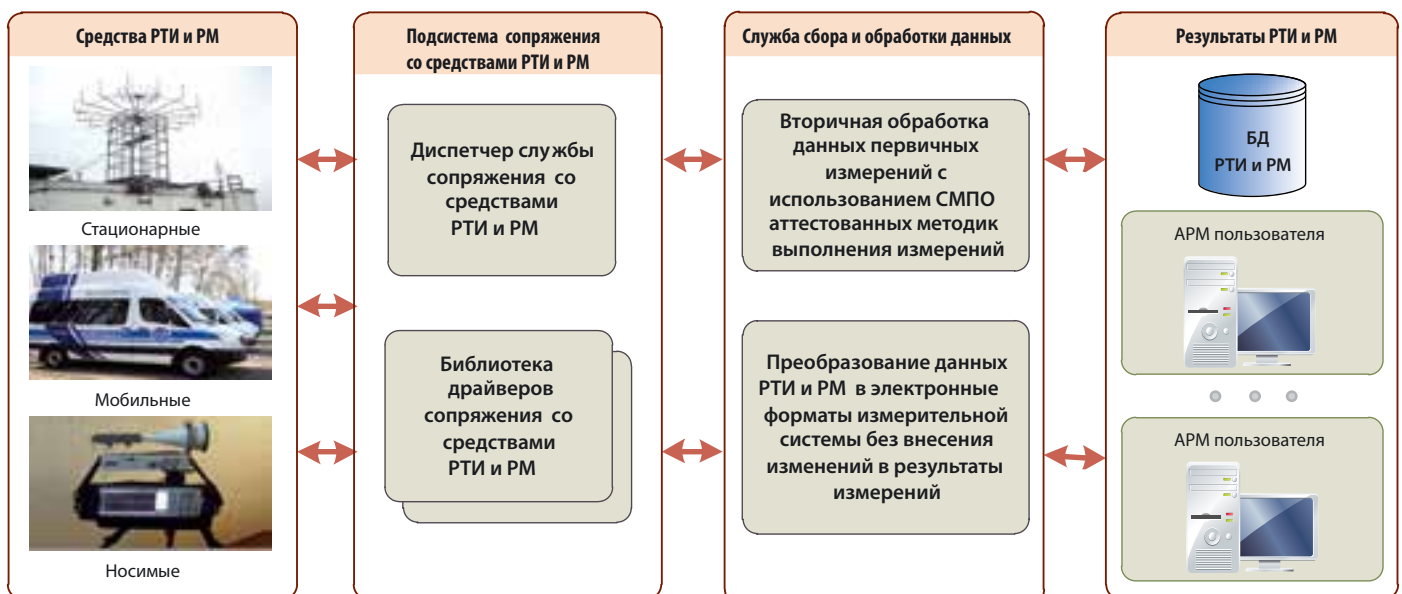 Средства РТИ и РМ
Стационарные
Мобильные
Носимые
Подсистема сопряжения
со средствами РТИ и РМ
Диспетчер службы
сопряжения со
средствами
РТИ и РМ
Библиотека
драйверов
сопряжения со
средствами
РТИ и РМ
Служба сбора и обработки данных
Вторичная обработка
данных первичных
измерений с
использованием СМПО
аттестованных методик
выполнения измерений
Преобразование данных
РТИ и РМ в электронные
форматы измерительной
системы без внесения
изменений в результаты
измерений
Результаты РТИ и РМ
БД
РТИ и РМ
АРМ пользователя
АРМ пользователя